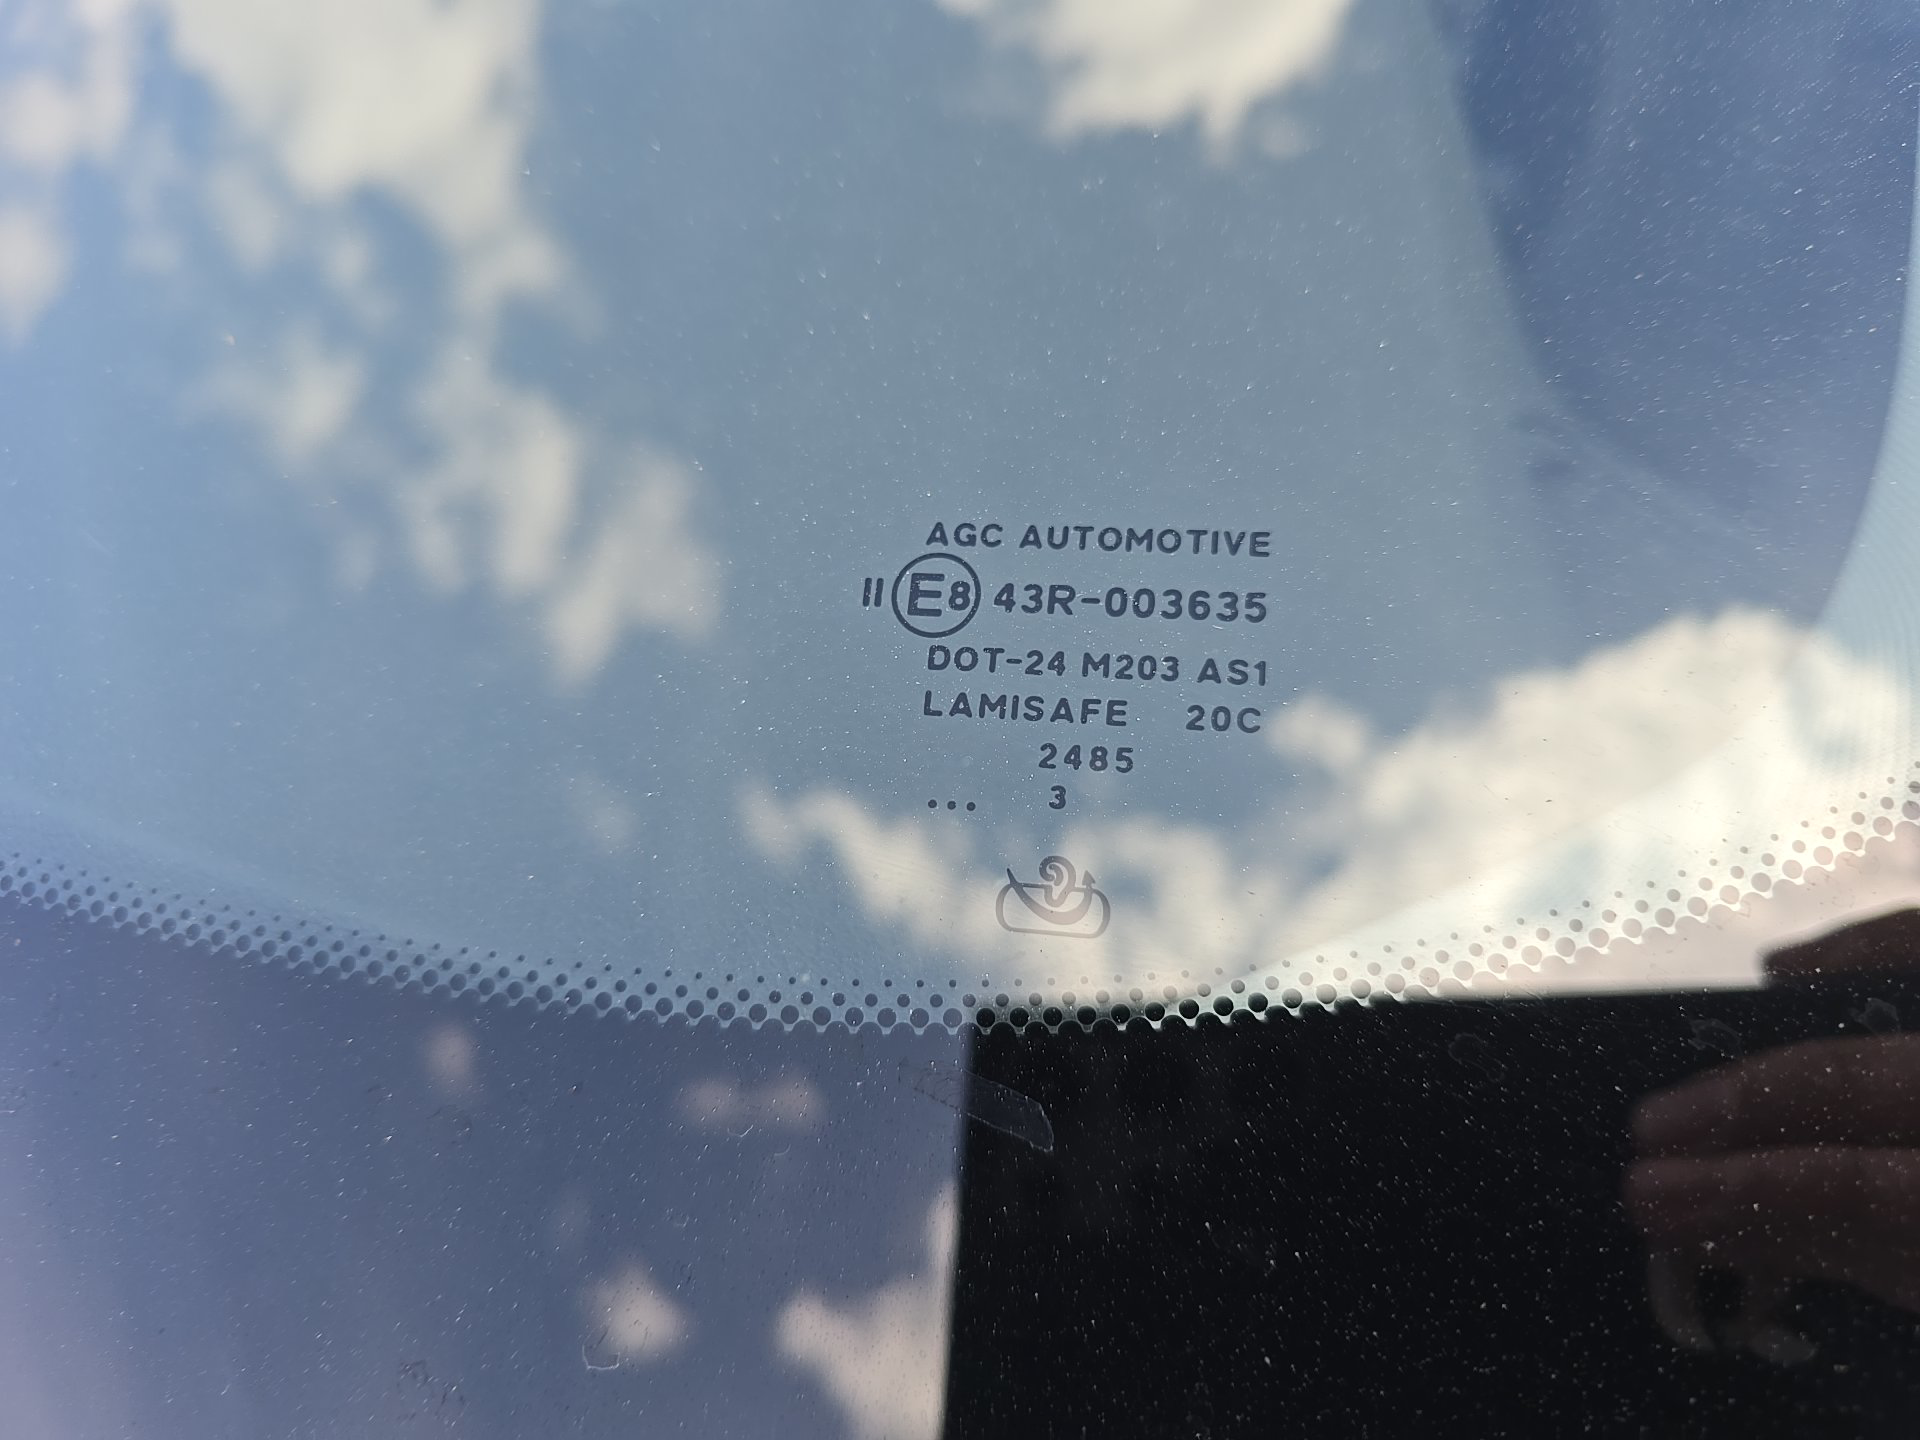 AGC AUTOMOTIVE
II E8 43R-003635
DOT-24 M203 AS1
LAMISAFE 20C
2485
... 3